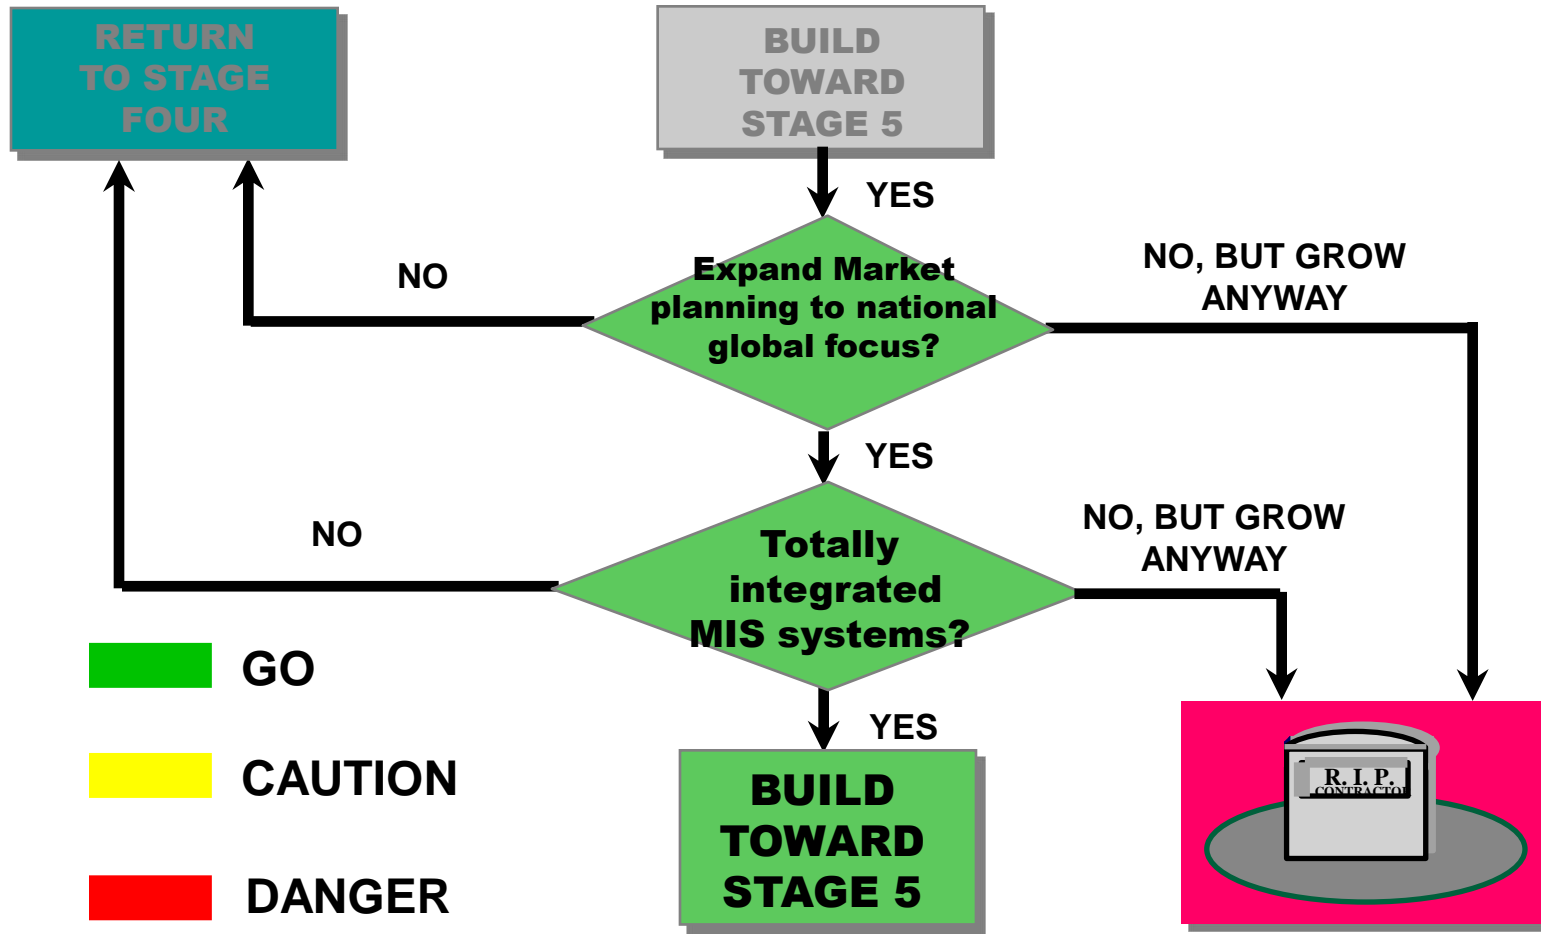 RETURN
TO STAGE
FOUR
BUILD
TOWARD
STAGE 5
YES
NO
Expand Market
planning to national
global focus?
NO, BUT GROW
ANYWAY
YES
NO
Totally
integrated
MIS systems?
NO, BUT GROW
ANYWAY
GO
YES
CAUTION
BUILD
TOWARD
STAGE 5
R. I. P.
CONTRACTOR
DANGER